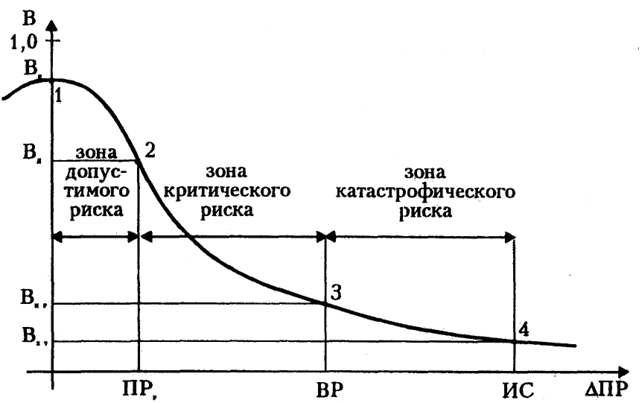 В
1,0
В
1
В
2
зона
допус-
тимого
риска
зона
критического
риска
зона
катастрофического
риска
В
3
В
4
ПР
ВР
ИС
ΔПР